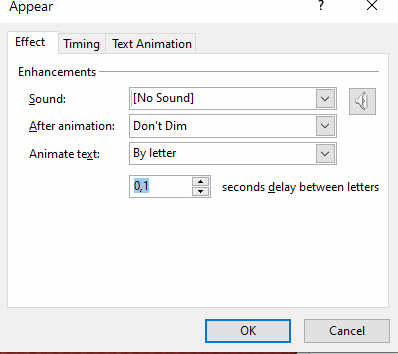 Appear ? ×
Effect Timing Text Animation
Enhancements
Sound: [No Sound]
After animation: Don't Dim
Animate text: By letter
0,1 seconds delay between letters
OK Cancel